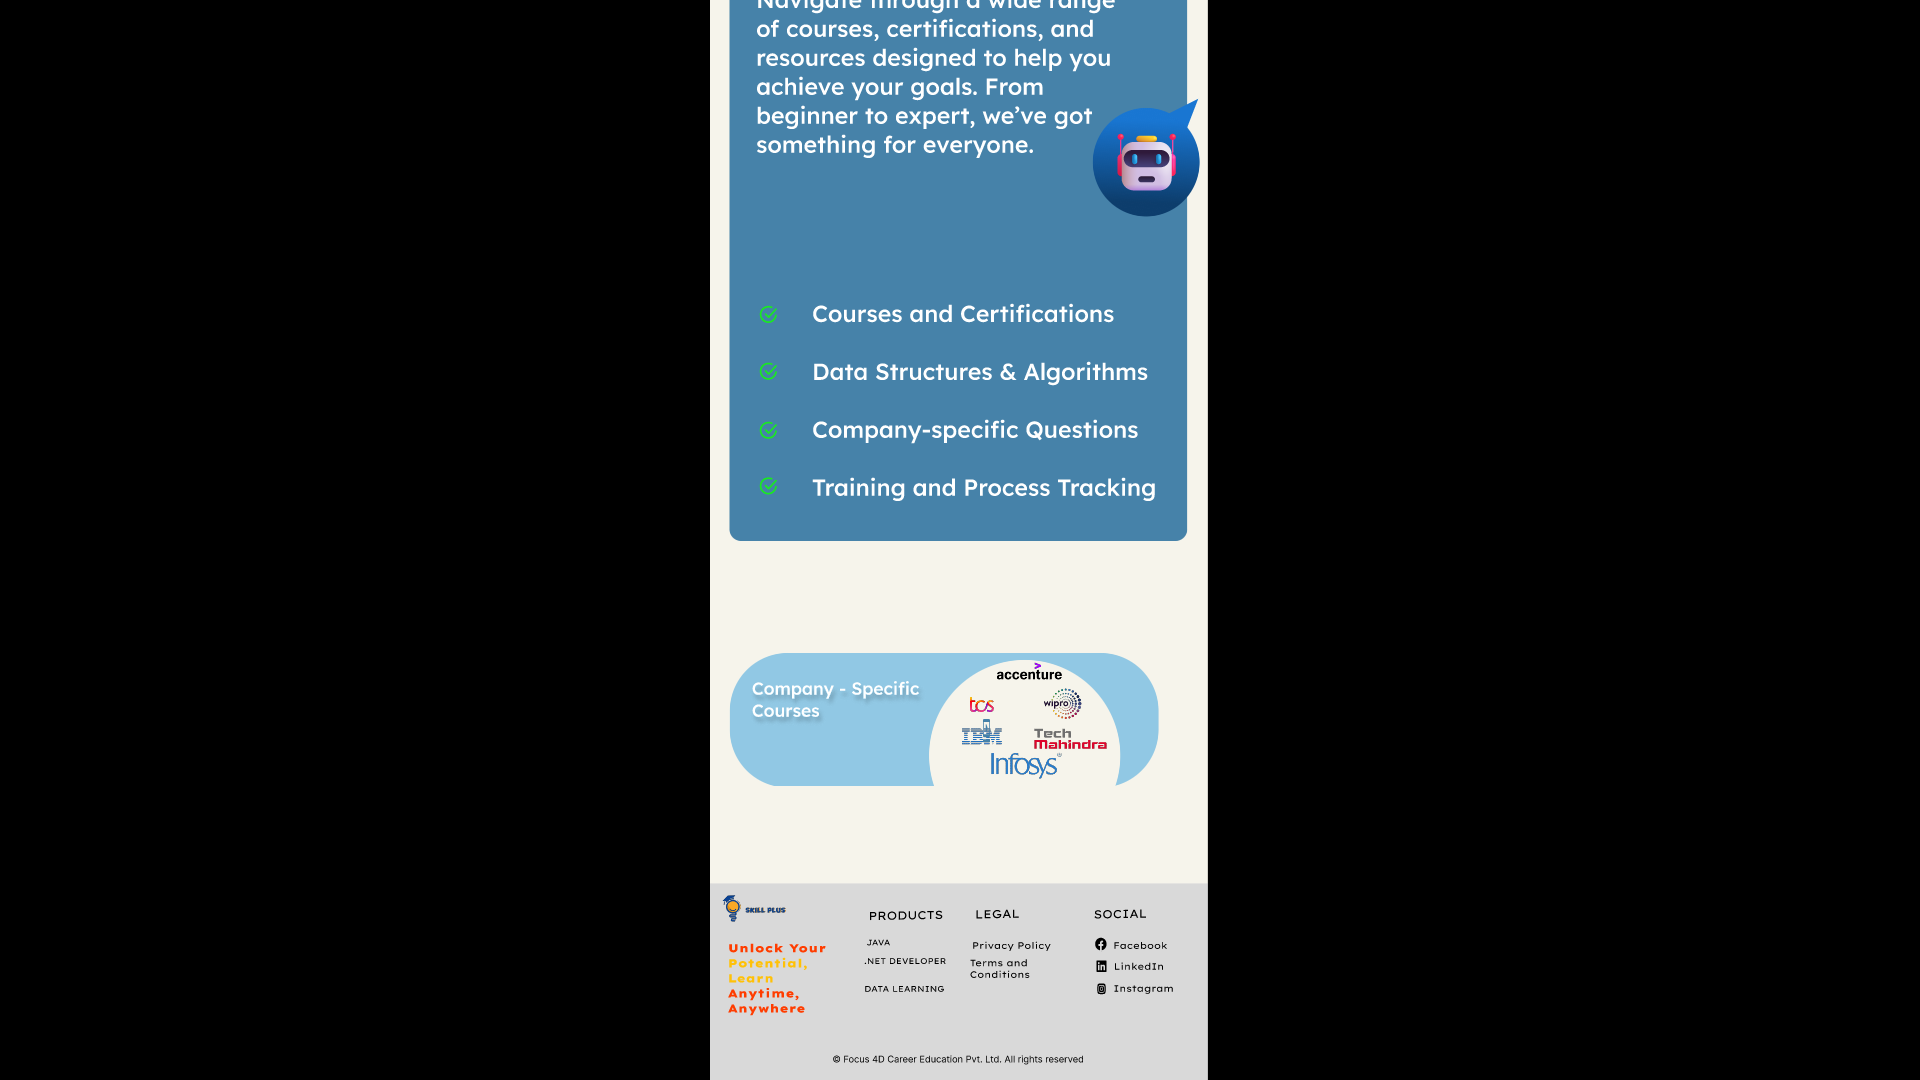 Navigate through a wide range
of courses, certifications, and
resources designed to help you
achieve your goals. From
beginner to expert, we’ve got
something for everyone.
Courses and Certifications
Data Structures & Algorithms
Company-specific Questions
Training and Process Tracking
Company - Specific
Courses
accenture
tcs
wipro
IBM
Tech
Mahindra
Infosys®
SKILL PLUS
Unlock Your
Potential,
Learn
Anytime,
Anywhere
PRODUCTS
JAVA
.NET DEVELOPER
DATA LEARNING
LEGAL
Privacy Policy
Terms and
Conditions
SOCIAL
Facebook
LinkedIn
Instagram
© Focus 4D Career Education Pvt. Ltd. All rights reserved